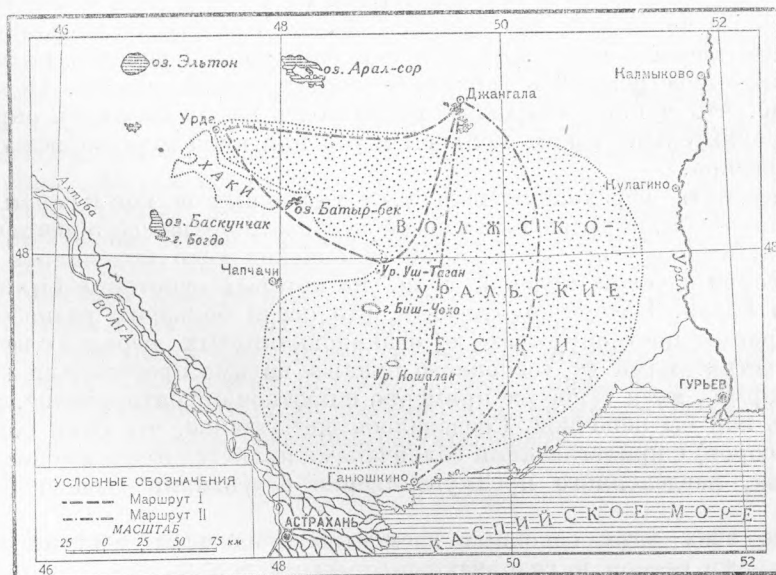 46 48 50 52
оз. Эльтон
оз. Арал-сор
Калмыково
Джангала
Урда
ХАКИ
Кулагино
Ахтуба
оз. Батыр-бек
оз. Баскунчак
г. Богдо
ВОЛЖСКО-
48 48
Ур. Уш-Таган
Чапчачи
УРАЛЬСКИЕ
Урал
г. Биш-Чохо
ВОЛГА
ПЕСКИ
Ур. Кошалак
ГУРЬЕВ
Ганюшкино
УСЛОВНЫЕ ОБОЗНАЧЕНИЯ
Маршрут I
Маршрут II
МАСШТАБ
25 0 25 50 75 км
АСТРАХАНЬ
КАСПИЙСКОЕ МОРЕ
46 48 50 52